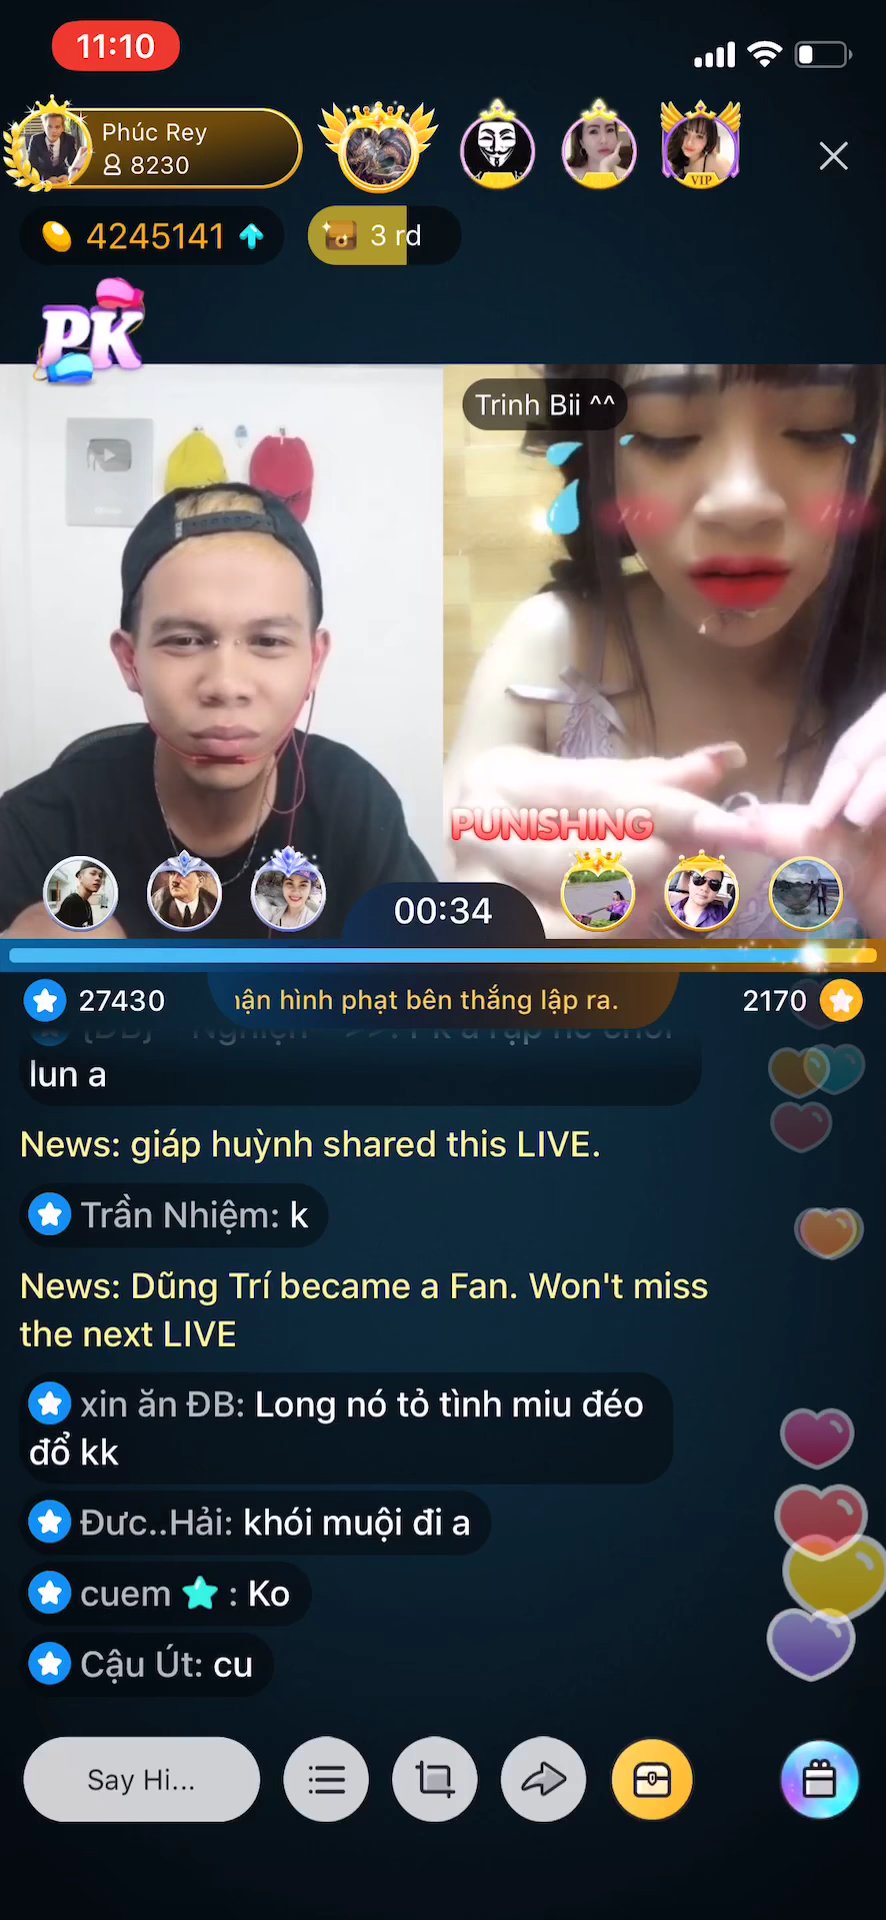 11:10
Phúc Rey
8230
VIP
4245141
3 rd
PK
Trinh Bii ^^
PUNISHING
00:34
27430
hình phạt bên thắng lập ra.
2170
lun a
News: giáp huỳnh shared this LIVE.
Trần Nhiệm: k
News: Dũng Trí became a Fan. Won't miss
the next LIVE
xin ăn ĐB: Long nó tỏ tình miu đéo
đổ kk
Đưc..Hải: khói muội đi a
cuem : Ko
Cậu Út: cu
Say Hi...